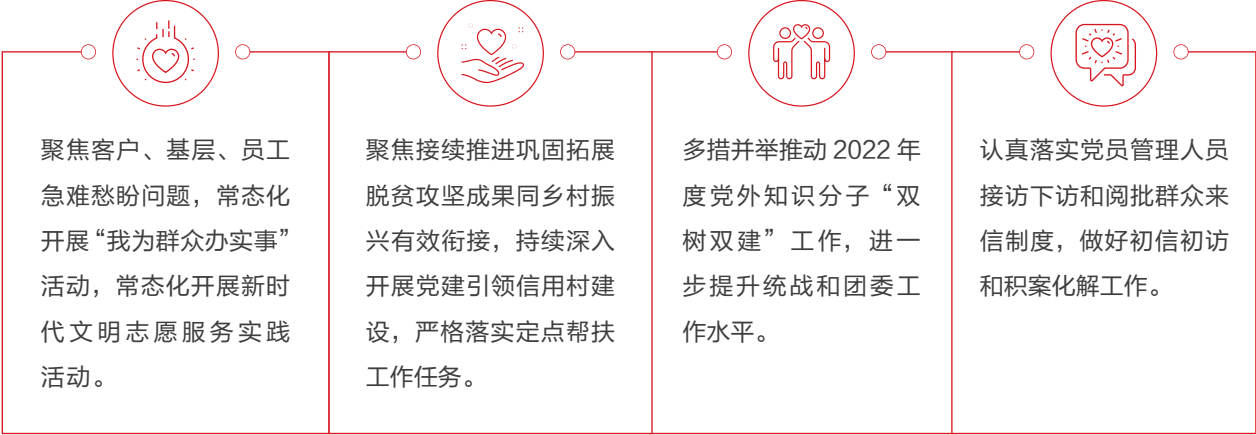 聚焦客户、基层、员工
急难愁盼问题，常态化
开展“我为群众办实事”
活动，常态化开展新时
代文明志愿服务实践
活动。
聚焦接续推进巩固拓展
脱贫攻坚成果同乡村振
兴有效衔接，持续深入
开展党建引领信用村建
设，严格落实定点帮扶
工作任务。
多措并举推动 2022 年
度党外知识分子“双
树双建”工作，进一
步提升统战和团委工
作水平。
认真落实党员管理人员
接访下访和阅批群众来
信制度，做好初信初访
和积案化解工作。